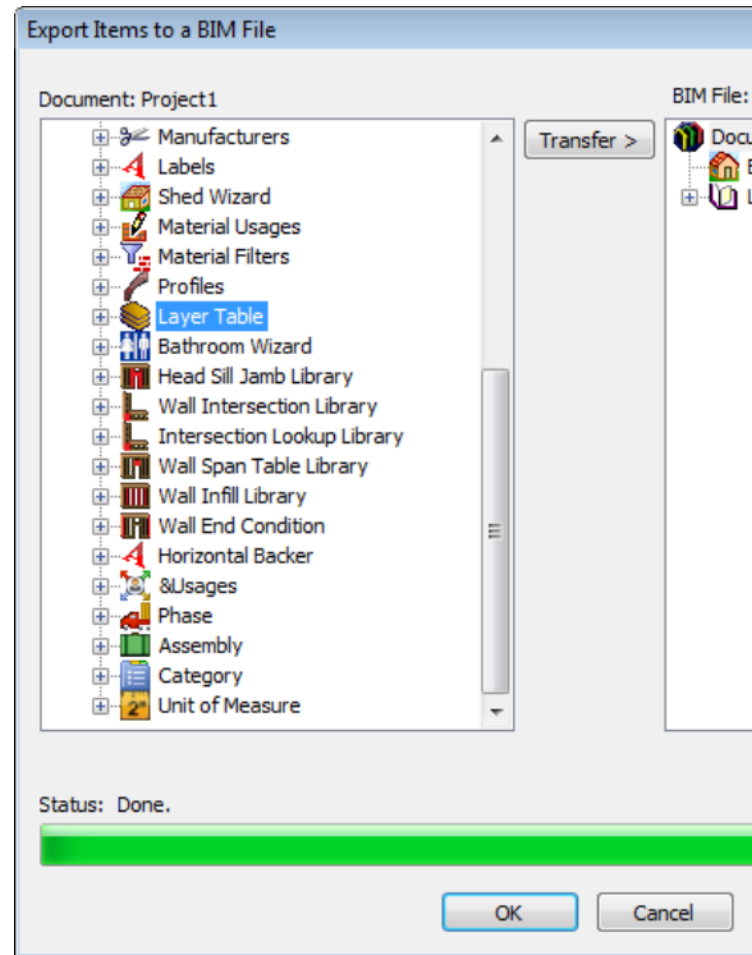 Export Items to a BIM File
Document: Project1
BIM File:
Manufacturers
Labels
Shed Wizard
Material Usages
Material Filters
Profiles
Layer Table
Bathroom Wizard
Head Sill Jamb Library
Wall Intersection Library
Intersection Lookup Library
Wall Span Table Library
Wall Infill Library
Wall End Condition
Horizontal Backer
&Usages
Phase
Assembly
Category
Unit of Measure
Transfer >
Docu
L
Status: Done.
OK
Cancel